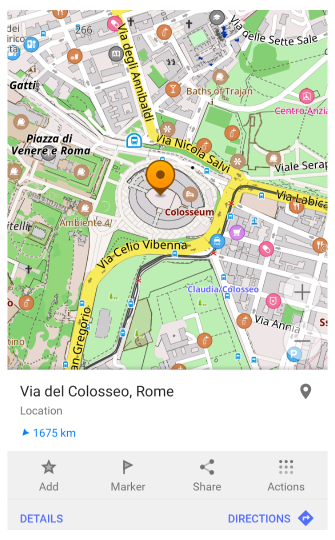 266
Via delle Sette Sale
Via degli Annibaldi
Gatti
Baths of Trajan
Centro Anzia
Piazza di
Venere e Roma
Via Nicola Salvi
Viale Serap
Via Labica
Colosseum
Ambiente 4/
Via Celio Vibenna
Claudia/Colosseo
Via Annia
an Gregorio
Via del Colosseo, Rome
Location
1675 km
Add
Marker
Share
Actions
DETAILS
DIRECTIONS